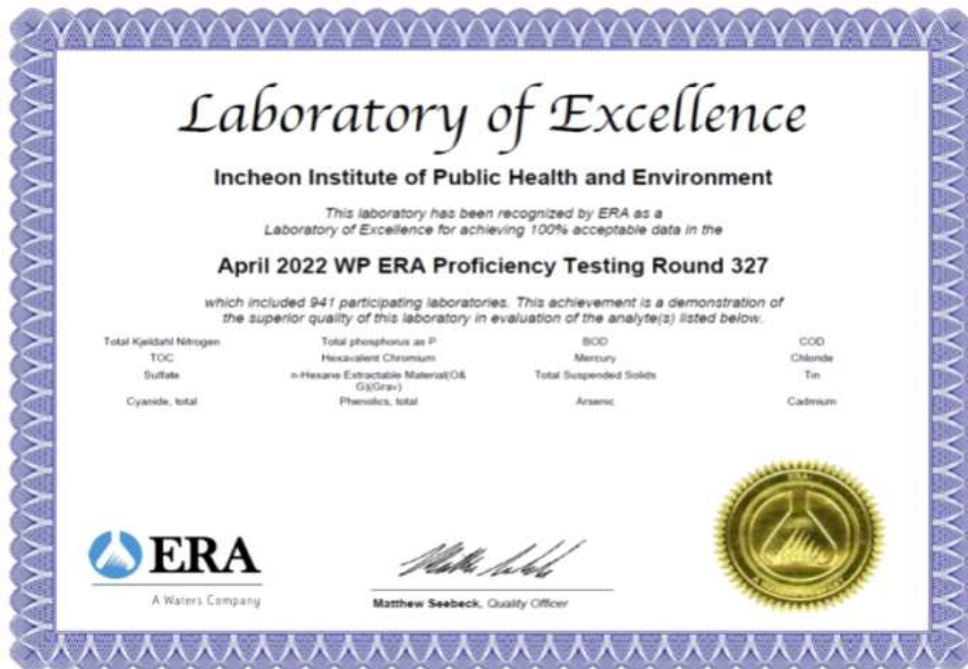 Laboratory of Excellence
Incheon Institute of Public Health and Environment
This laboratory has been recognized by ERA as a
Laboratory of Excellence for achieving 100% acceptable data in the
April 2022 WP ERA Proficiency Testing Round 327
which included 941 participating laboratories. This achievement is a demonstration of
the superior quality of this laboratory in evaluation of the analyte(s) listed below.
Total Kjeldahl Nitrogen Total phosphorus as P BOD COD
TOC Hexavalent Chromium Mercury Chloride
Sulfate n-Hexane Extractable Material(O& Total Suspended Solids Tin
G)(Grav)
Cyanide, total Phenolics, total Arsenic Cadmium
ERA
ERA
A Waters Company
Matthew Seebeck, Quality Officer